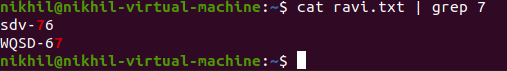 nikhil@nikhil-virtual-machine:~$ cat ravi.txt | grep 7
sdv-76
WQSD-67
nikhil@nikhil-virtual-machine:~$